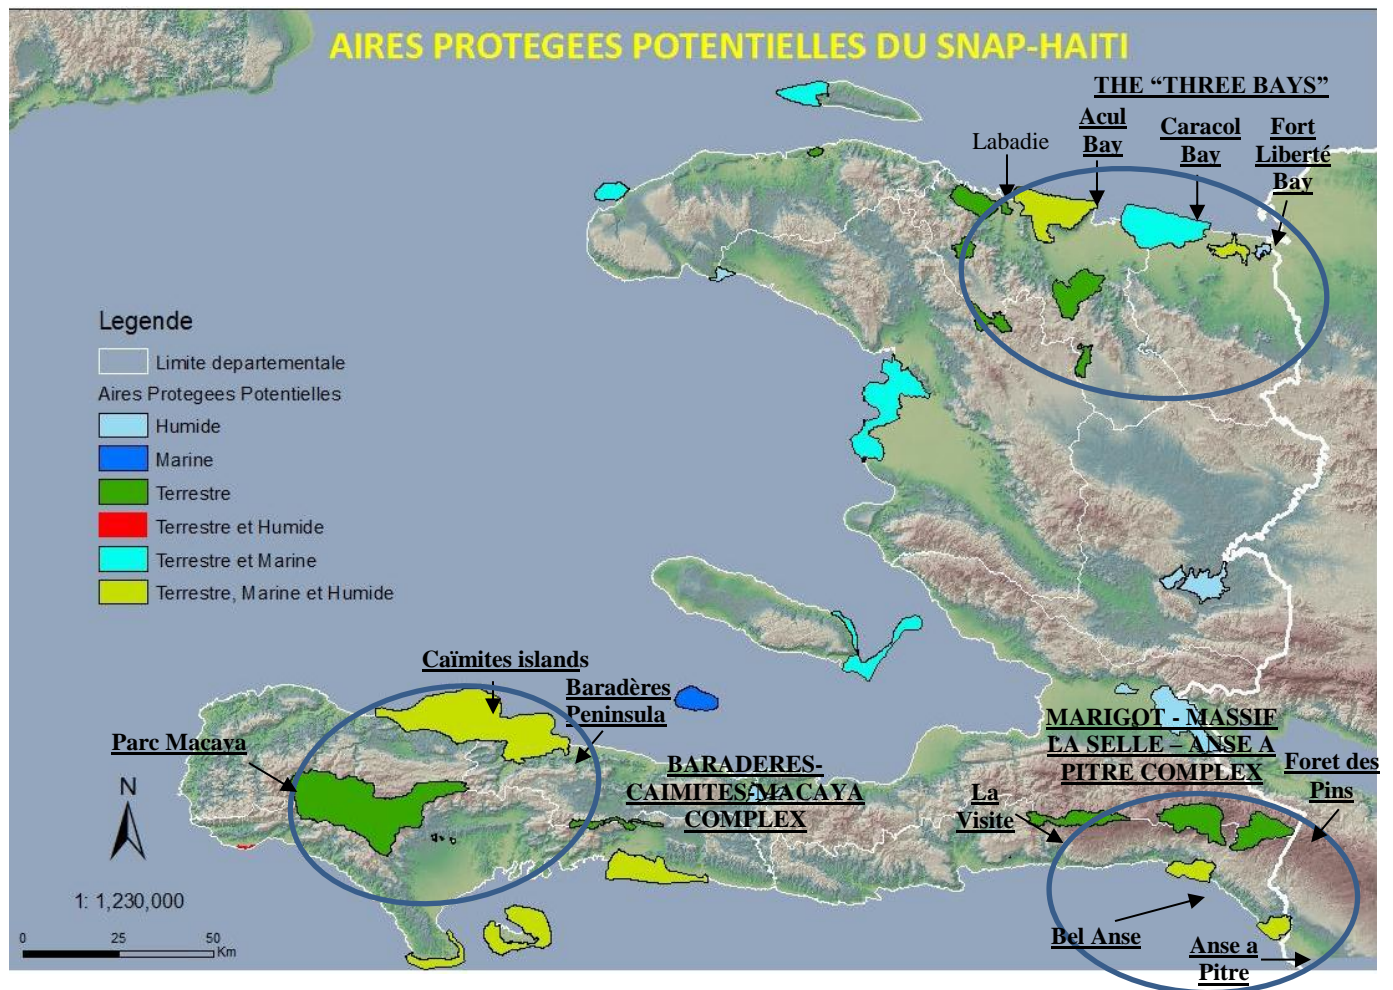 AIRES PROTEGEES POTENTIELLES DU SNAP-HAITI
THE “THREE BAYS”
Labadie
Acul
Bay
Caracol
Bay
Fort
Liberté
Bay
Legende
Limite departementale
Aires Protegees Potentielles
Humide
Marine
Terrestre
Terrestre et Humide
Terrestre et Marine
Terrestre, Marine et Humide
Caïmites islands
Baradères
Peninsula
Parc Macaya
BARADERES-
CAIMITES-MACAYA
COMPLEX
MARIGOT - MASSIF
LA SELLE – ANSE A
PITRE COMPLEX
Foret des
Pins
La
Visite
Bel Anse
Anse a
Pitre
N
1: 1,230,000
0 25 50
Km